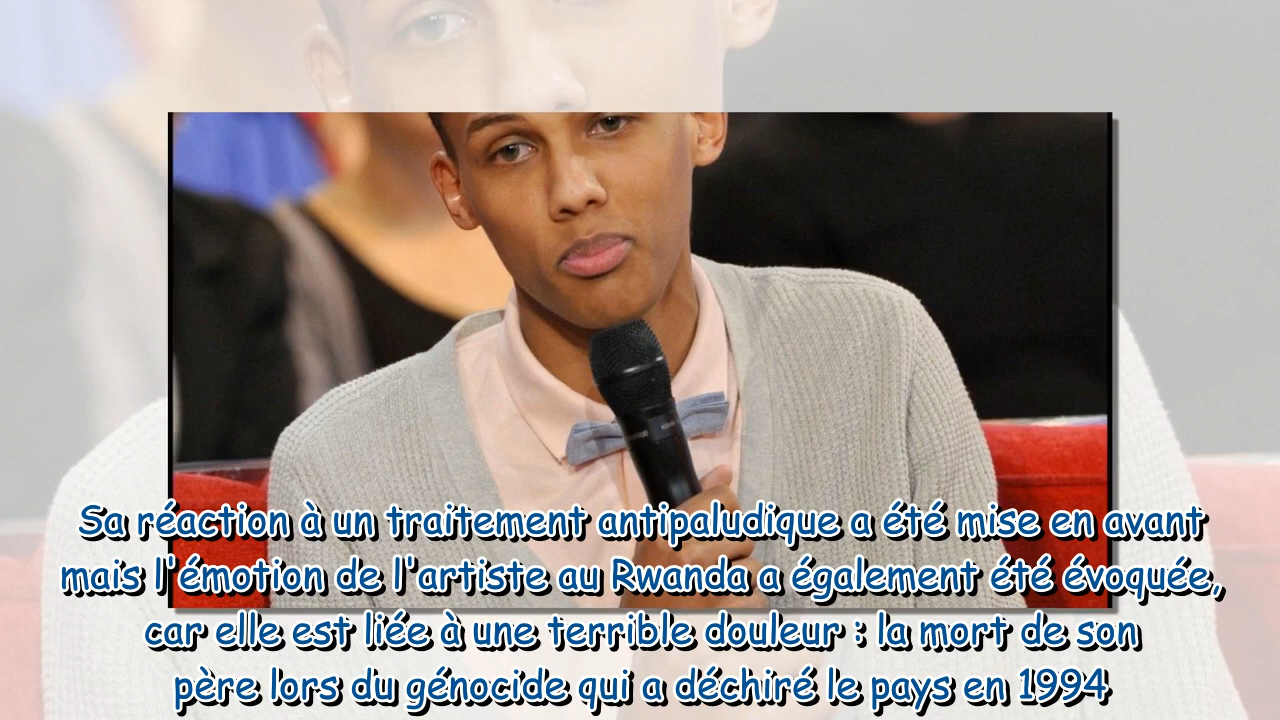 Sa réaction à un traitement antipaludique a été mise en avant
mais l'émotion de l'artiste au Rwanda a également été évoquée,
car elle est liée à une terrible douleur : la mort de son
père lors du génocide qui a déchiré le pays en 1994